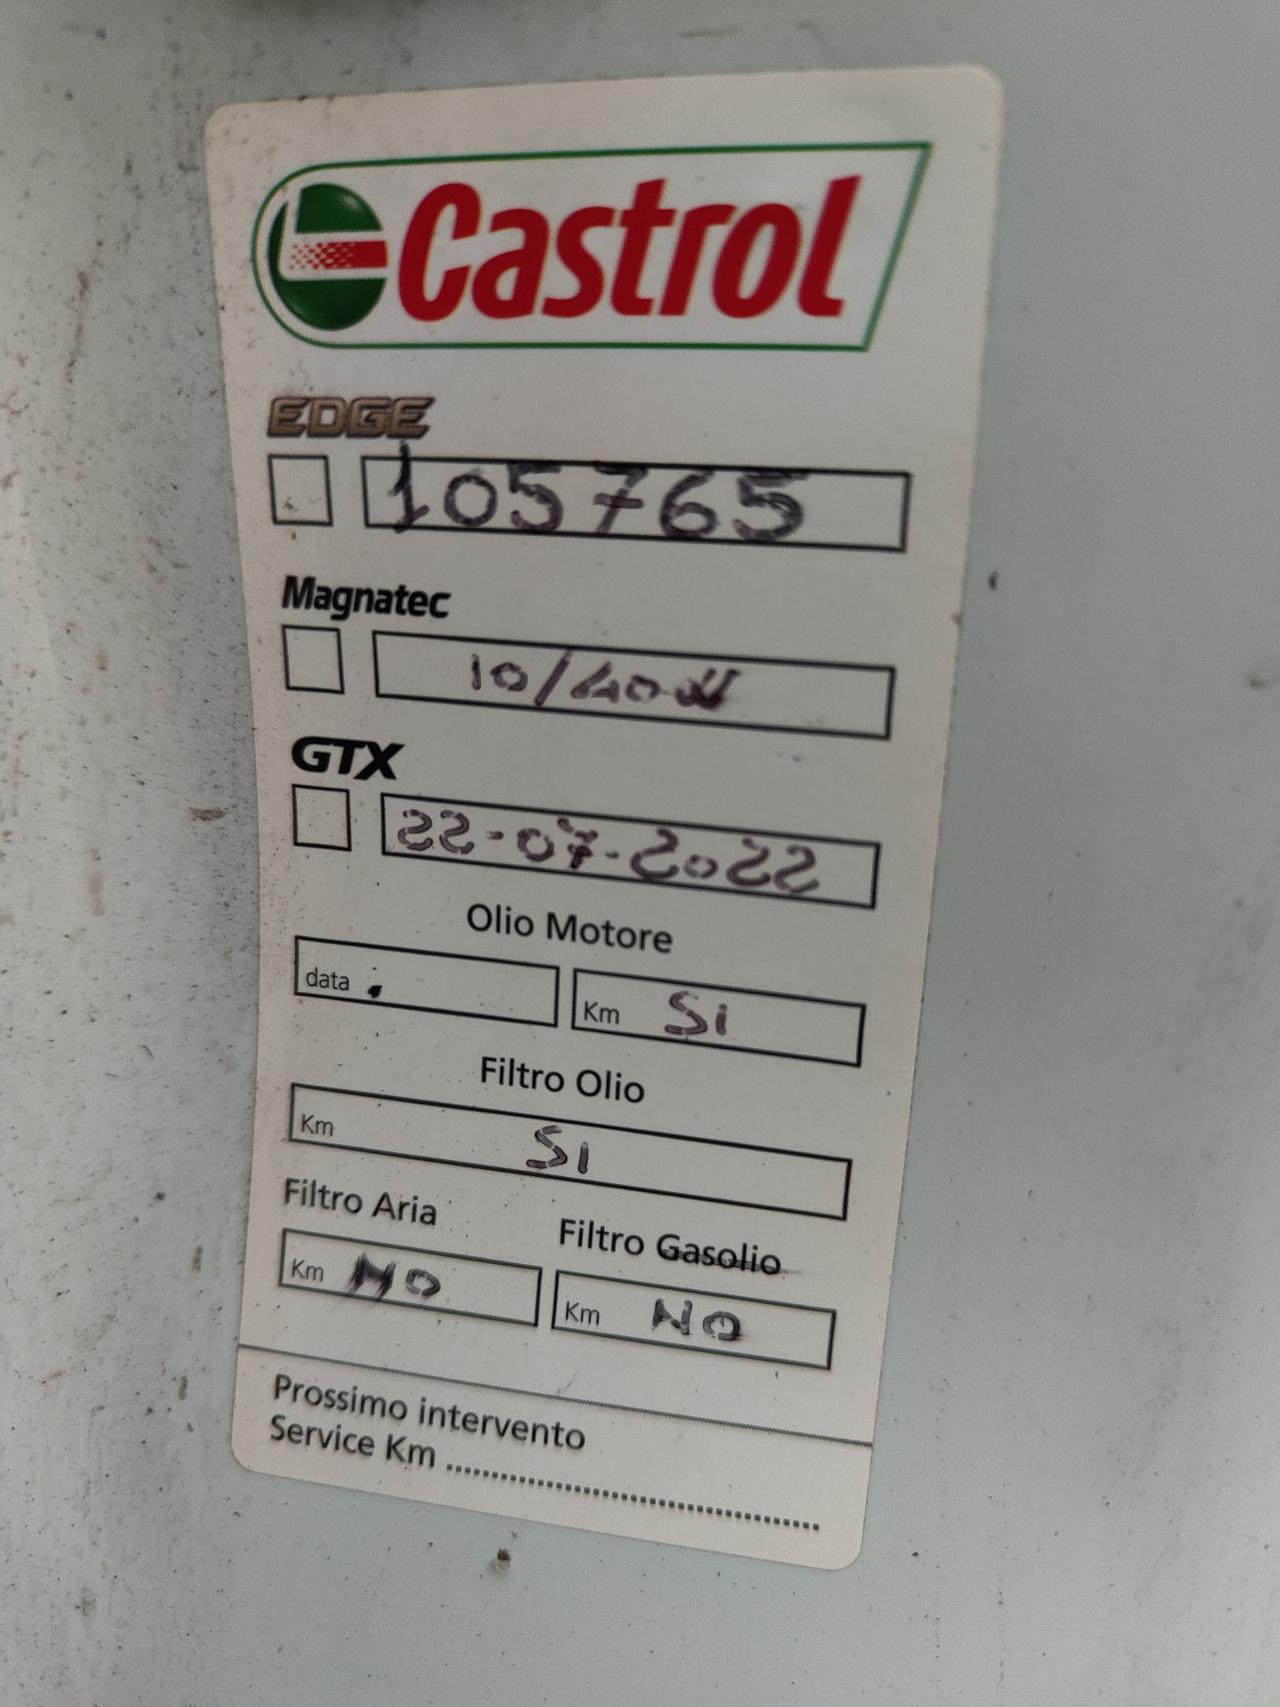 Castrol
EDGE
105765
Magnatec
10/40W
GTX
22-07-2022
Olio Motore
data . Km Si
Filtro Olio
Km Si
Filtro Aria Filtro Gasolio
Km NO Km NO
Prossimo intervento
Service Km ........................................